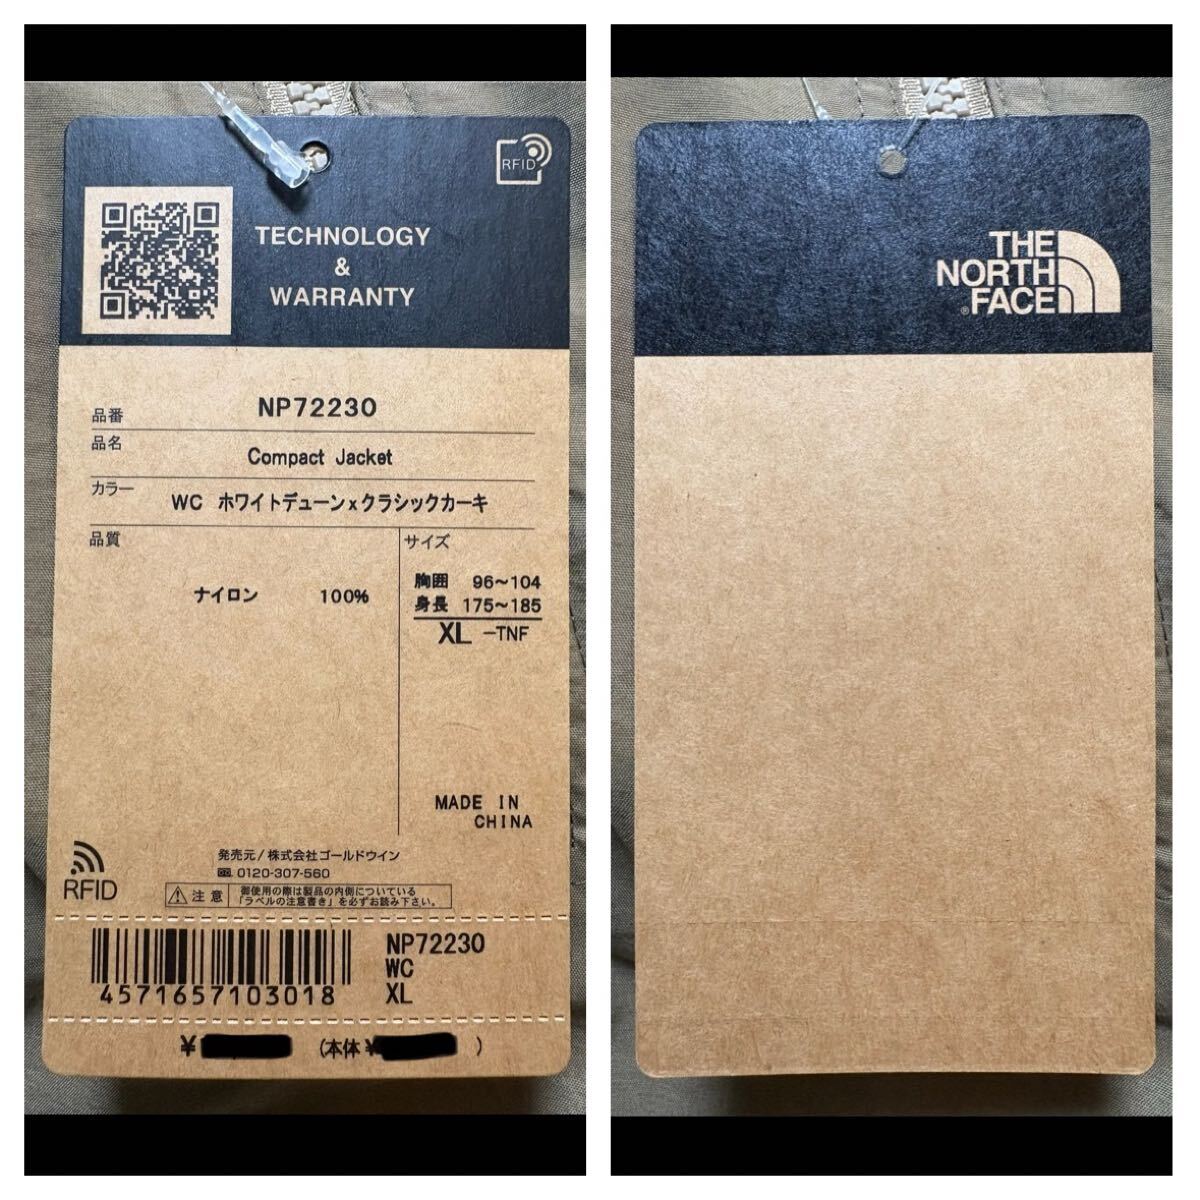 RFID
TECHNOLOGY
&
WARRANTY
品番 NP72230
品名 Compact Jacket
カラー WC ホワイトデューンxクラシックカーキ
品質
ナイロン 100%
サイズ
胸囲 96~104
身長 175~185
XL -TNF
MADE IN
CHINA
RFID
発売元/株式会社ゴールドウイン
0120-307-560
注意 御使用の際は製品の内側についている
「ラベルの注意書き」を必ずお読み下さい。
4571657103018
NP72230
WC
XL
¥ (本体 ¥ )
THE
NORTH
®FACE